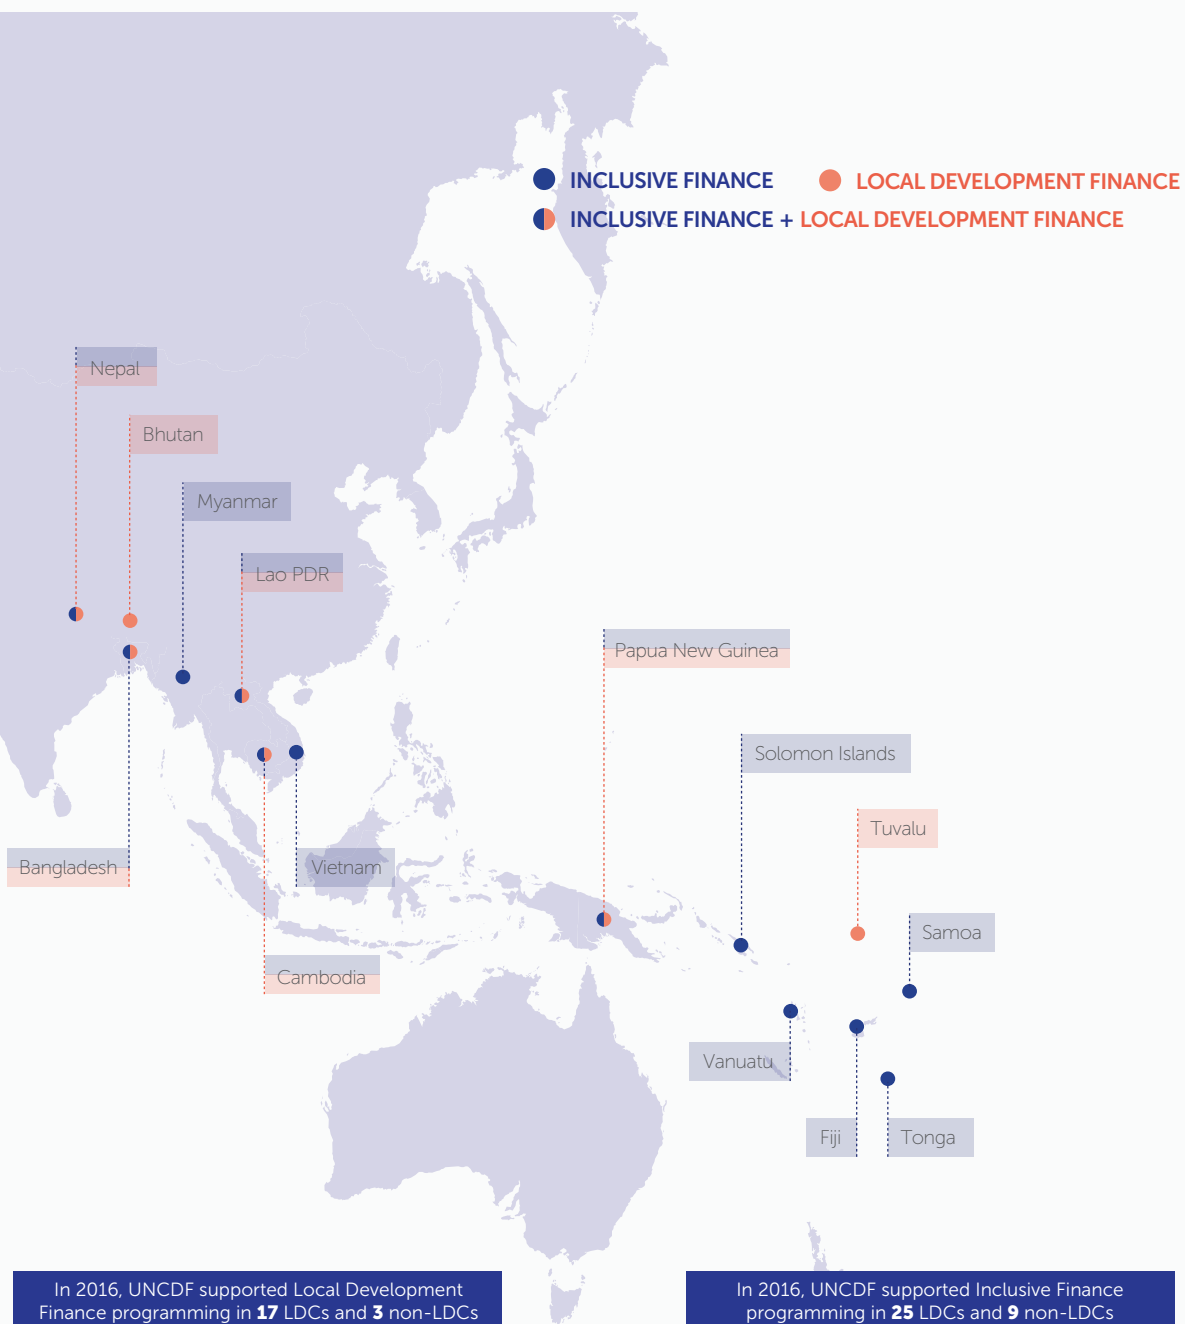 INCLUSIVE FINANCE
LOCAL DEVELOPMENT FINANCE
INCLUSIVE FINANCE + LOCAL DEVELOPMENT FINANCE
Nepal
Bhutan
Myanmar
Lao PDR
Papua New Guinea
Solomon Islands
Tuvalu
Bangladesh
Vietnam
Samoa
Cambodia
Vanuatu
Fiji
Tonga
In 2016, UNCDF supported Local Development
Finance programming in 17 LDCs and 3 non-LDCs
In 2016, UNCDF supported Inclusive Finance
programming in 25 LDCs and 9 non-LDCs